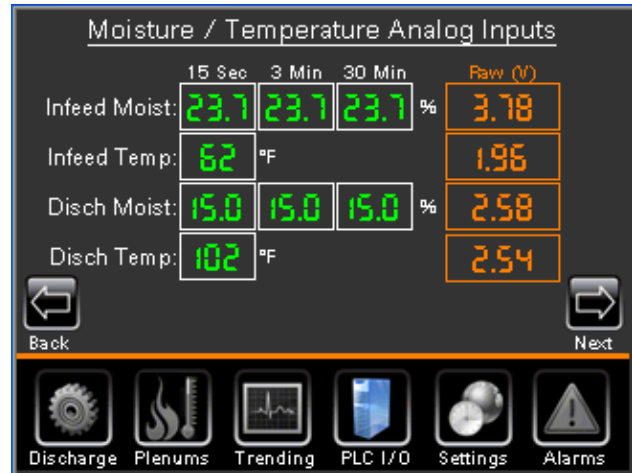 Moisture / Temperature Analog Inputs
15 Sec 3 Min 30 Min Raw (V)
Infeed Moist: 23.7 23.7 23.7 % 3.78
Infeed Temp: 62 °F 1.96
Disch Moist: 15.0 15.0 15.0 % 2.58
Disch Temp: 102 °F 2.54
Back Next
Discharge Plenums Trending PLC I/O Settings Alarms